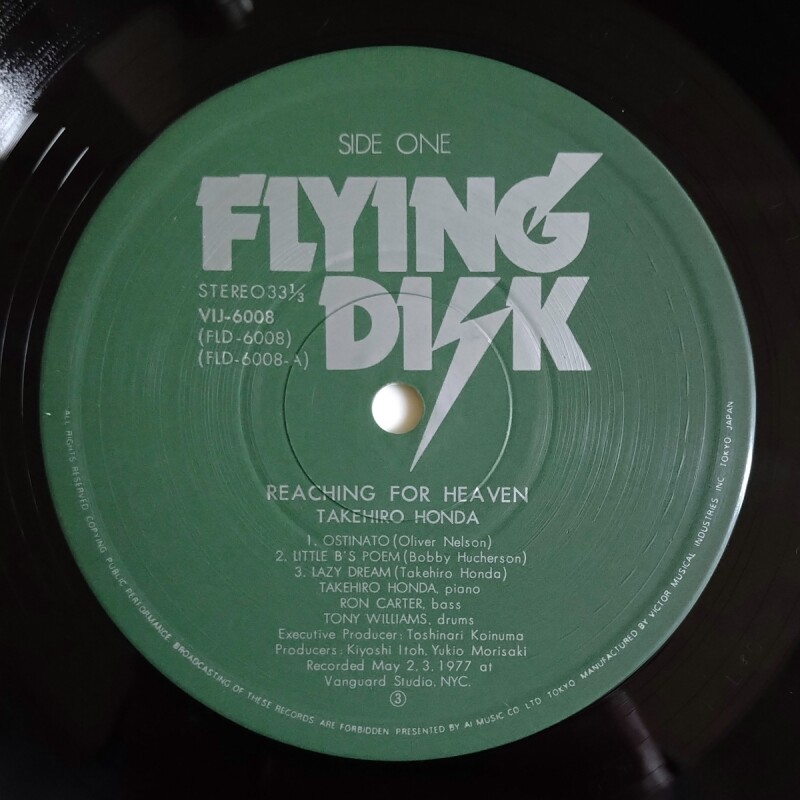 SIDE ONE
FLYING
DISK
STEREO 33⅓
VIJ-6008
(FLD-6008)
(FLD-6008-A)
REACHING FOR HEAVEN
TAKEHIRO HONDA
1. OSTINATO (Oliver Nelson)
2. LITTLE B'S POEM (Bobby Hucherson)
3. LAZY DREAM (Takehiro Honda)
TAKEHIRO HONDA, piano
RON CARTER, bass
TONY WILLIAMS, drums
Executive Producer: Toshinari Koinuma
Producers: Kiyoshi Itoh, Yukio Morisaki
Recorded May 2, 3, 1977 at
Vanguard Studio, NYC.
③
ALL RIGHTS RESERVED COPYING PUBLIC PERFORMANCE BROADCASTING OF THESE RECORDS ARE FORBIDDEN PRESENTED BY AI MUSIC CO LTD TOKYO MANUFACTURED BY VICTOR MUSICAL INDUSTRIES INC TOKYO JAPAN